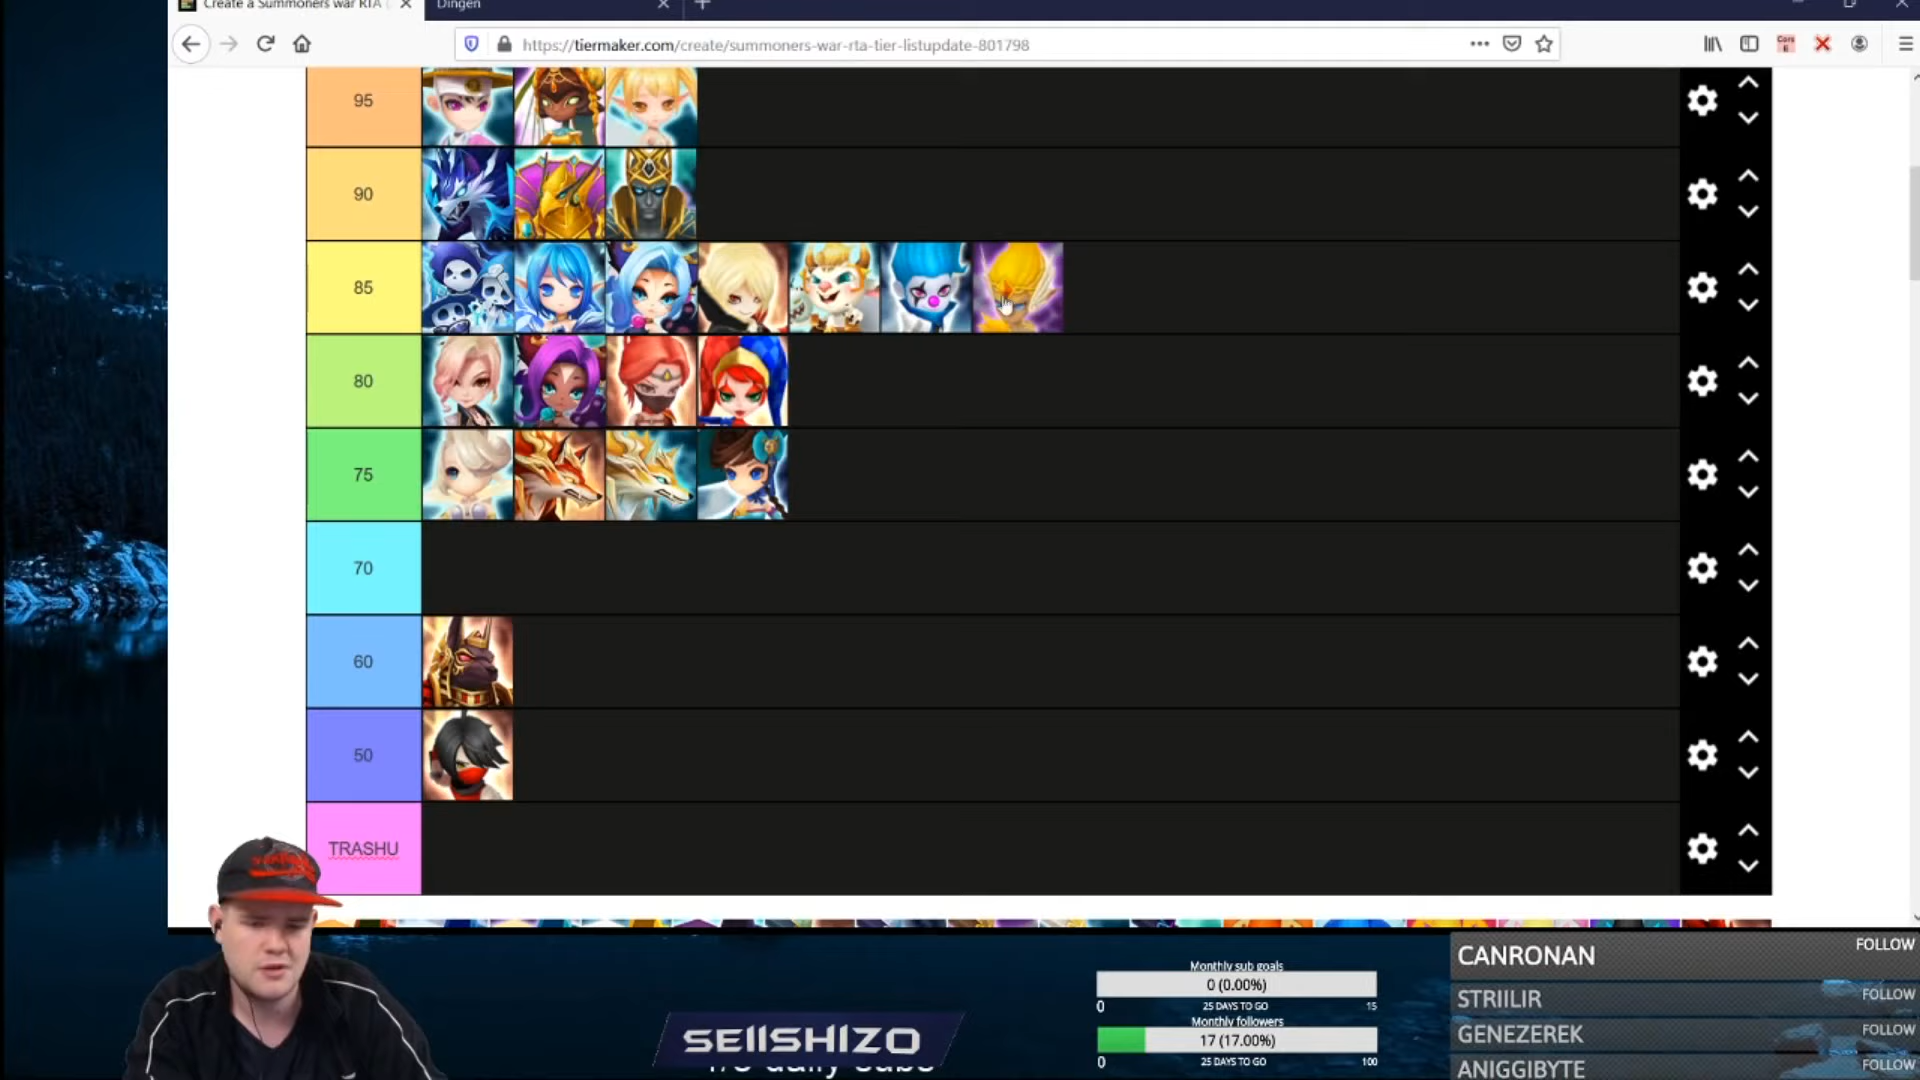 Create a Summoners war RTA
Dingen
https://tiermaker.com/create/summoners-war-rta-tier-listupdate-801798
95
90
85
80
75
70
60
50
TRASHU
Monthly sub goals
0 (0.00%)
0 25 DAYS TO GO 15
Monthly followers
17 (17.00%)
0 25 DAYS TO GO 100
SEllSHIZO
CANRONAN FOLLOW
STRIILIR FOLLOW
GENEZEREK FOLLOW
ANIGGIBYTE FOLLOW